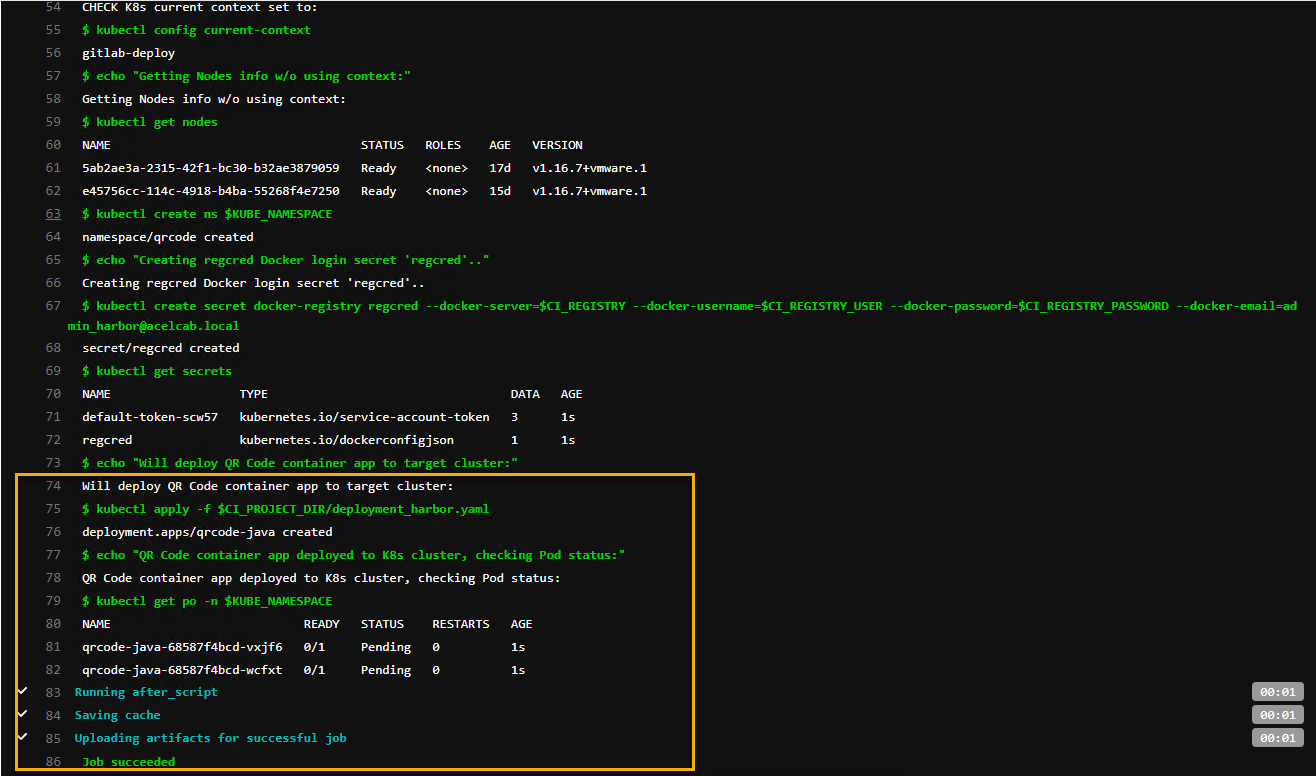 54 CHECK K8s current context set to:
55 $ kubectl config current-context
56 gitlab-deploy
57 $ echo "Getting Nodes info w/o using context:"
58 Getting Nodes info w/o using context:
59 $ kubectl get nodes
60 NAME STATUS ROLES AGE VERSION
61 5ab2ae3a-2315-42f1-bc30-b32ae3879059 Ready <none> 17d v1.16.7+vmware.1
62 e45756cc-114c-4918-b4ba-55268f4e7250 Ready <none> 15d v1.16.7+vmware.1
63 $ kubectl create ns $KUBE_NAMESPACE
64 namespace/qrcode created
65 $ echo "Creating regcred Docker login secret 'regcred'.."
66 Creating regcred Docker login secret 'regcred'..
67 $ kubectl create secret docker-registry regcred --docker-server=$CI_REGISTRY --docker-username=$CI_REGISTRY_USER --docker-password=$CI_REGISTRY_PASSWORD --docker-email=ad
min_harbor@acelcab.local
68 secret/regcred created
69 $ kubectl get secrets
70 NAME TYPE DATA AGE
71 default-token-scw57 kubernetes.io/service-account-token 3 1s
72 regcred kubernetes.io/dockerconfigjson 1 1s
73 $ echo "Will deploy QR Code container app to target cluster:"
74 Will deploy QR Code container app to target cluster:
75 $ kubectl apply -f $CI_PROJECT_DIR/deployment_harbor.yaml
76 deployment.apps/qrcode-java created
77 $ echo "QR Code container app deployed to K8s cluster, checking Pod status:"
78 QR Code container app deployed to K8s cluster, checking Pod status:
79 $ kubectl get po -n $KUBE_NAMESPACE
80 NAME READY STATUS RESTARTS AGE
81 qrcode-java-68587f4bcd-vxjf6 0/1 Pending 0 1s
82 qrcode-java-68587f4bcd-wcfxt 0/1 Pending 0 1s
83 Running after_script 00:01
84 Saving cache 00:01
85 Uploading artifacts for successful job 00:01
86 Job succeeded